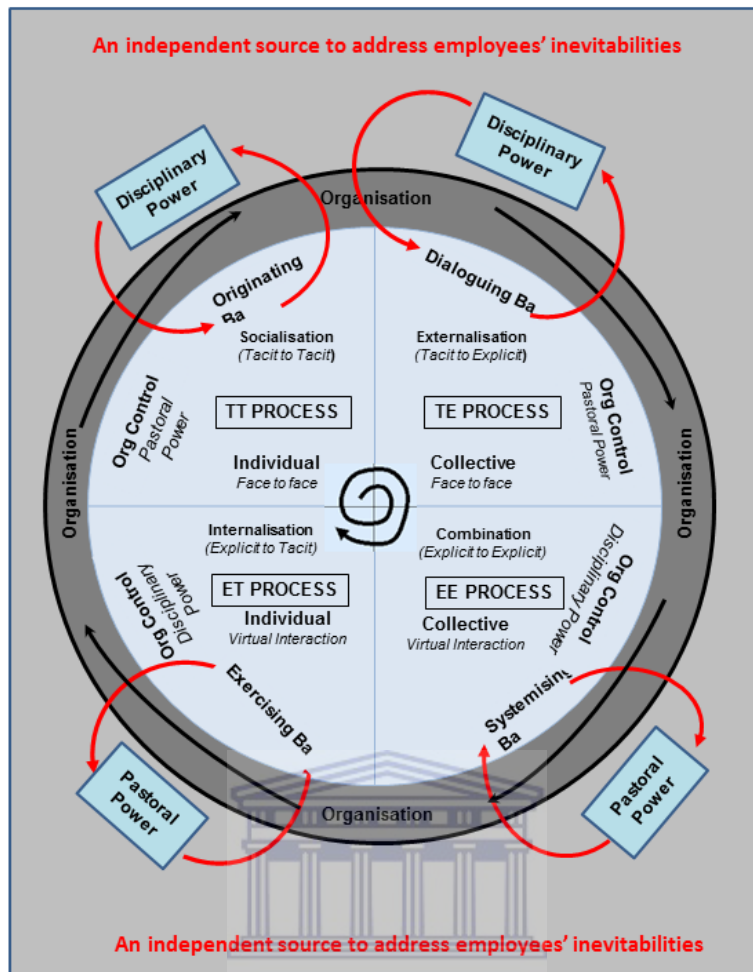 An independent source to address employees' inevitabilities
Disciplinary
Power
Disciplinary
Power
Organisation
Originating
Ba
Dialoguing Ba
Socialisation
(Tacit to Tacit)
Externalisation
(Tacit to Explicit)
Org Control
Pastoral
Power
TT PROCESS
TE PROCESS
Org Control
Pastoral Power
Individual
Face to face
Collective
Face to face
Organisation
Organisation
Internalisation
(Explicit to Tacit)
Combination
(Explicit to Explicit)
Org Control
Disciplinary
Power
ET PROCESS
EE PROCESS
Org Control
Disciplinary Power
Individual
Virtual Interaction
Collective
Virtual Interaction
Exercising Ba
Systemising
Ba
Pastoral
Power
Pastoral
Power
Organisation
An independent source to address employees' inevitabilities